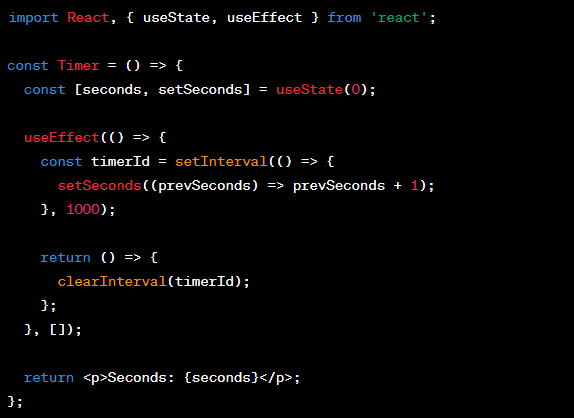 import React, { useState, useEffect } from 'react';
const Timer = () => {
const [seconds, setSeconds] = useState(0);
useEffect(() => {
const timerId = setInterval(() => {
setSeconds((prevSeconds) => prevSeconds + 1);
}, 1000);
return () => {
clearInterval(timerId);
};
}, []);
return <p>Seconds: {seconds}</p>;
};